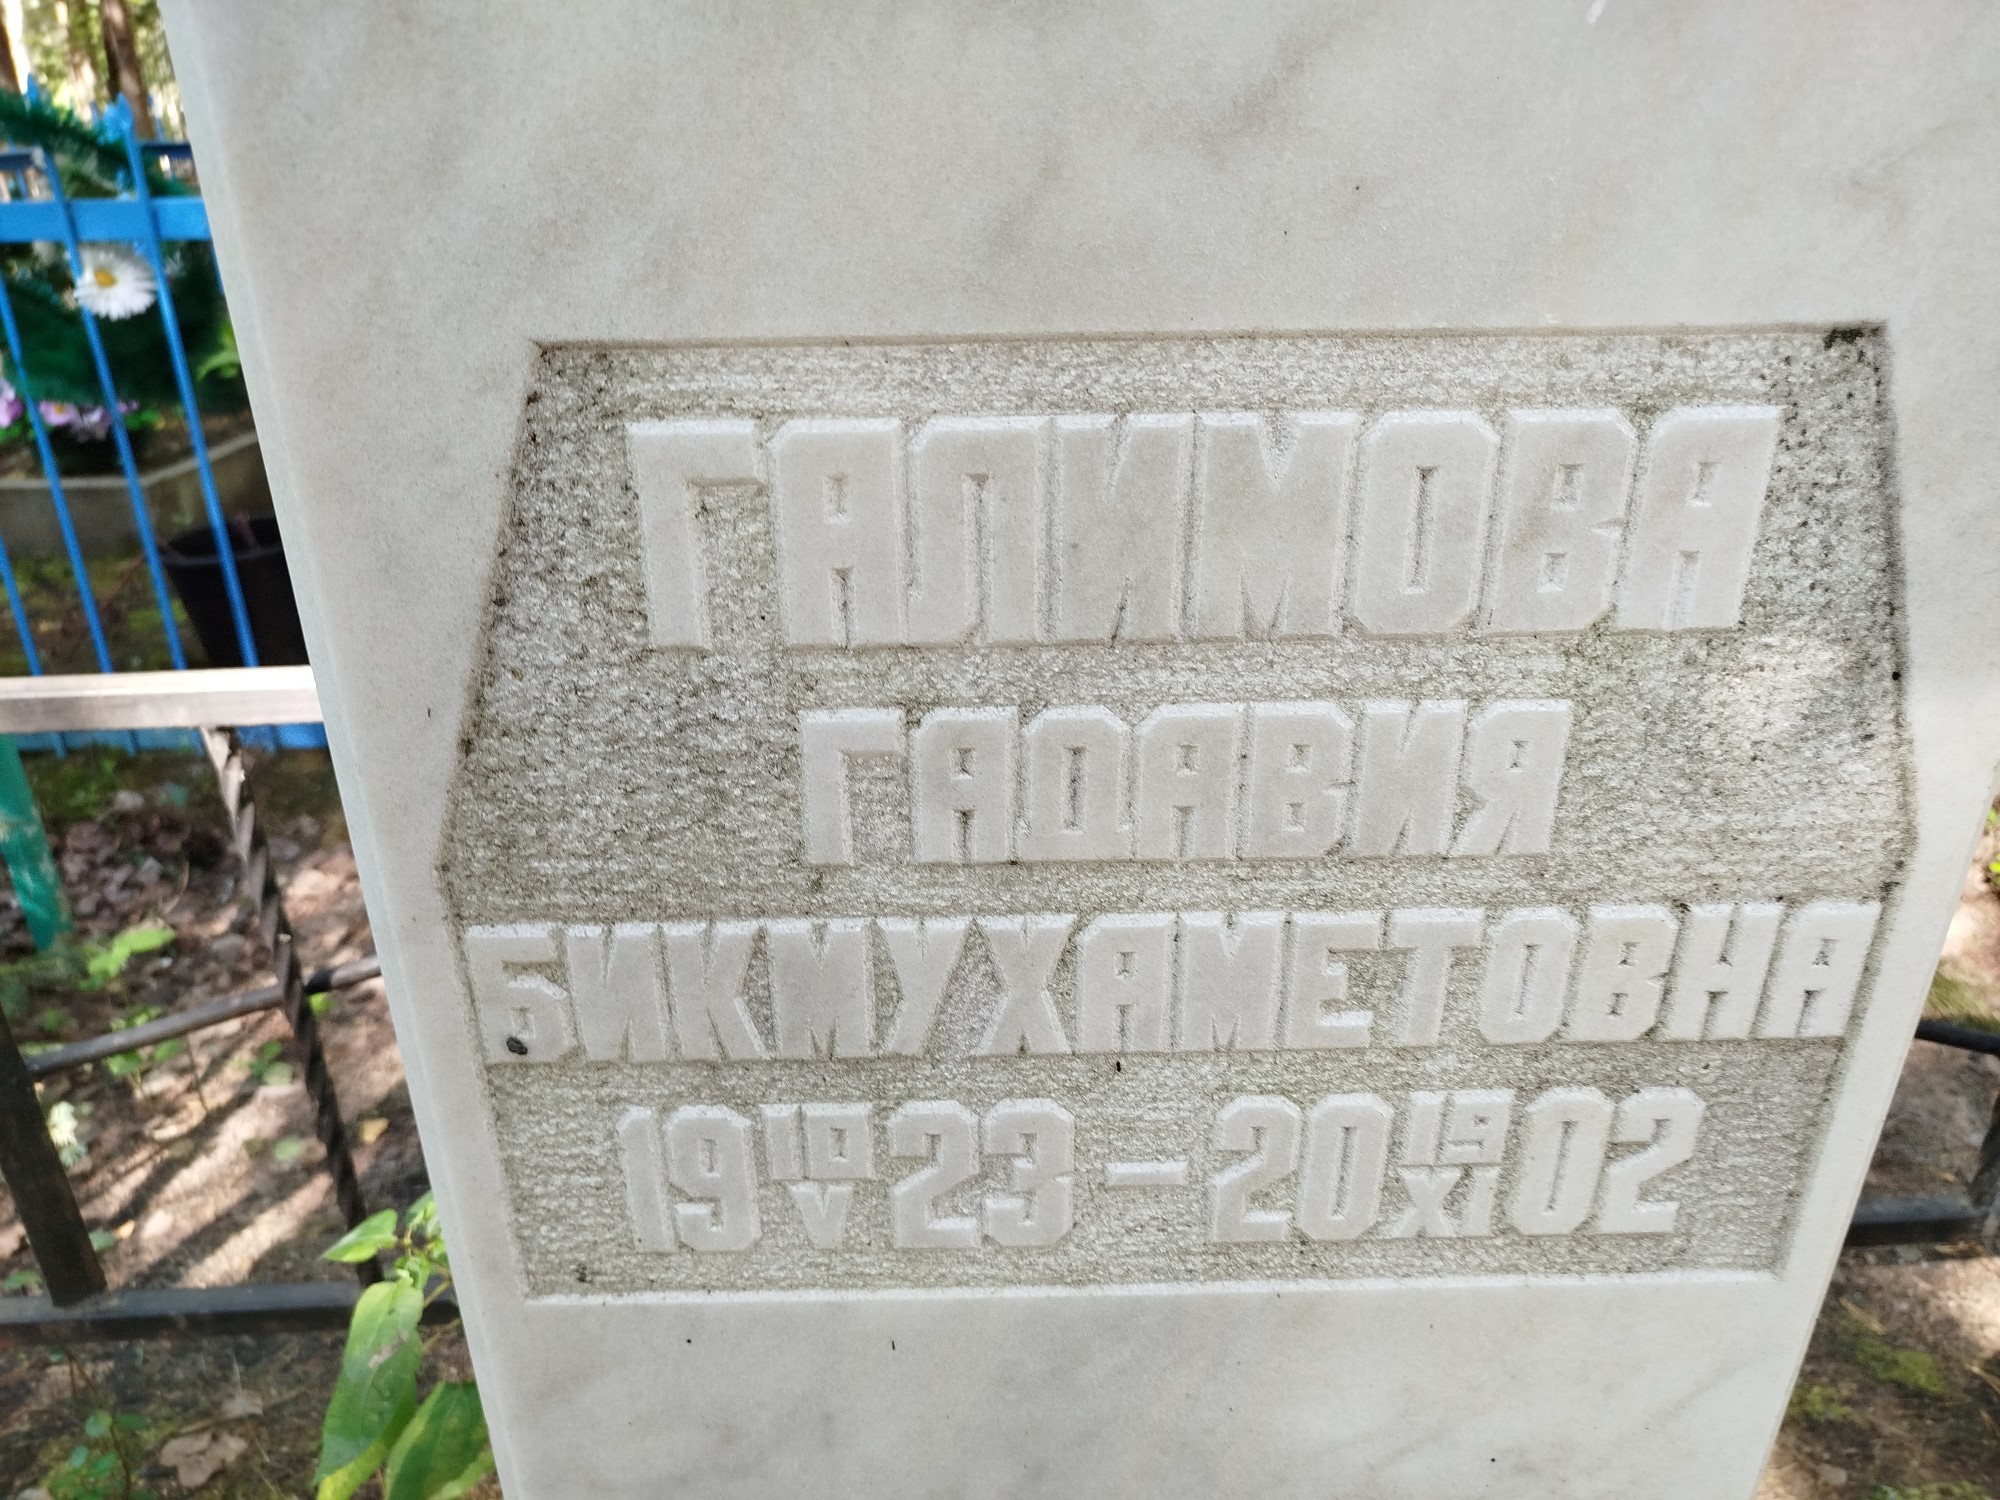 ГАЛИМОВА
ГАДАВИЯ
БИКМУХАМЕТОВНА
19 10/V 23 – 20 19/XI 02